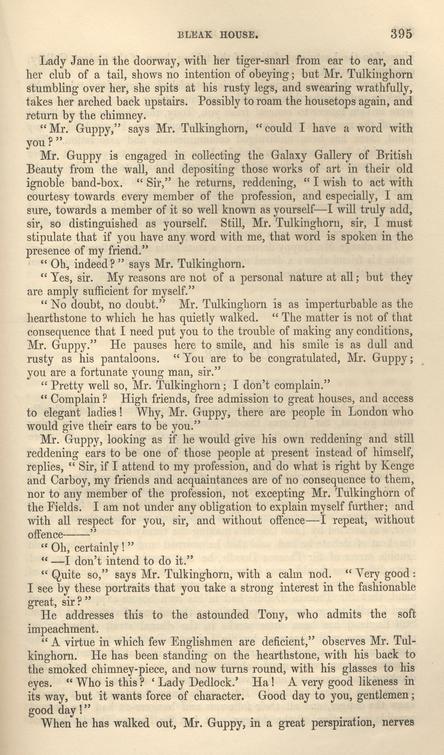 BLEAK HOUSE. 395
Lady Jane in the doorway, with her tiger-snarl from ear to ear, and
her club of a tail, shows no intention of obeying; but Mr. Tulkinghorn
stumbling over her, she spits at his rusty legs, and swearing wrathfully,
takes her arched back upstairs. Possibly to roam the housetops again, and
return by the chimney.
"Mr. Guppy," says Mr. Tulkinghorn, "could I have a word with
you?"
Mr. Guppy is engaged in collecting the Galaxy Gallery of British
Beauty from the wall, and depositing those works of art in their old
ignoble band-box. "Sir," he returns, reddening, "I wish to act with
courtesy towards every member of the profession, and especially, I am
sure, towards a member of it so well known as yourself—I will truly add,
sir, so distinguished as yourself. Still, Mr. Tulkinghorn, sir, I must
stipulate that if you have any word with me, that word is spoken in the
presence of my friend."
"Oh, indeed?" says Mr. Tulkinghorn.
"Yes, sir. My reasons are not of a personal nature at all; but they
are amply sufficient for myself."
"No doubt, no doubt." Mr. Tulkinghorn is as imperturbable as the
hearthstone to which he has quietly walked. "The matter is not of that
consequence that I need put you to the trouble of making any conditions,
Mr. Guppy." He pauses here to smile, and his smile is as dull and
rusty as his pantaloons. "You are to be congratulated, Mr. Guppy;
you are a fortunate young man, sir."
"Pretty well so, Mr. Tulkinghorn; I don't complain."
"Complain? High friends, free admission to great houses, and access
to elegant ladies! Why, Mr. Guppy, there are people in London who
would give their ears to be you."
Mr. Guppy, looking as if he would give his own reddening and still
reddening ears to be one of those people at present instead of himself,
replies, "Sir, if I attend to my profession, and do what is right by Kenge
and Carboy, my friends and acquaintances are of no consequence to them,
nor to any member of the profession, not excepting Mr. Tulkinghorn of
the Fields. I am not under any obligation to explain myself further; and
with all respect for you, sir, and without offence—I repeat, without
offence——"
"Oh, certainly!"
"—I don't intend to do it."
"Quite so," says Mr. Tulkinghorn, with a calm nod. "Very good:
I see by these portraits that you take a strong interest in the fashionable
great, sir?"
He addresses this to the astounded Tony, who admits the soft
impeachment.
"A virtue in which few Englishmen are deficient," observes Mr. Tul-
kinghorn. He has been standing on the hearthstone, with his back to
the smoked chimney-piece, and now turns round, with his glasses to his
eyes. "Who is this? 'Lady Dedlock.' Ha! A very good likeness in
its way, but it wants force of character. Good day to you, gentlemen;
good day!"
When he has walked out, Mr. Guppy, in a great perspiration, nerves